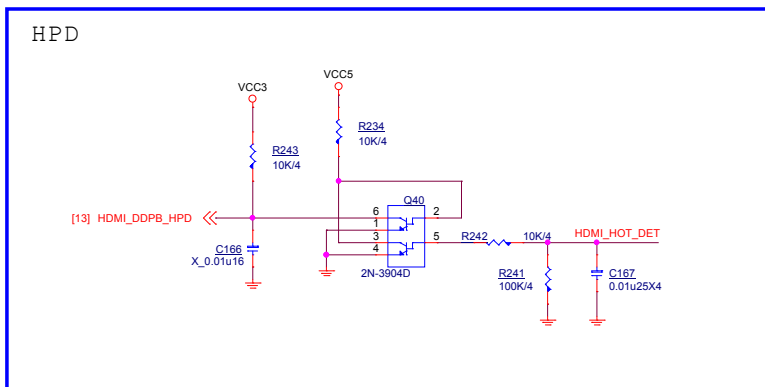 HPD
VCC3
VCC5
R243
10K/4
R234
10K/4
[13] HDMI_DDPB_HPD
Q40
6
1
3
4
2
5
2N-3904D
R242
10K/4
HDMI_HOT_DET
C166
X_0.01u16
R241
100K/4
C167
0.01u25X4